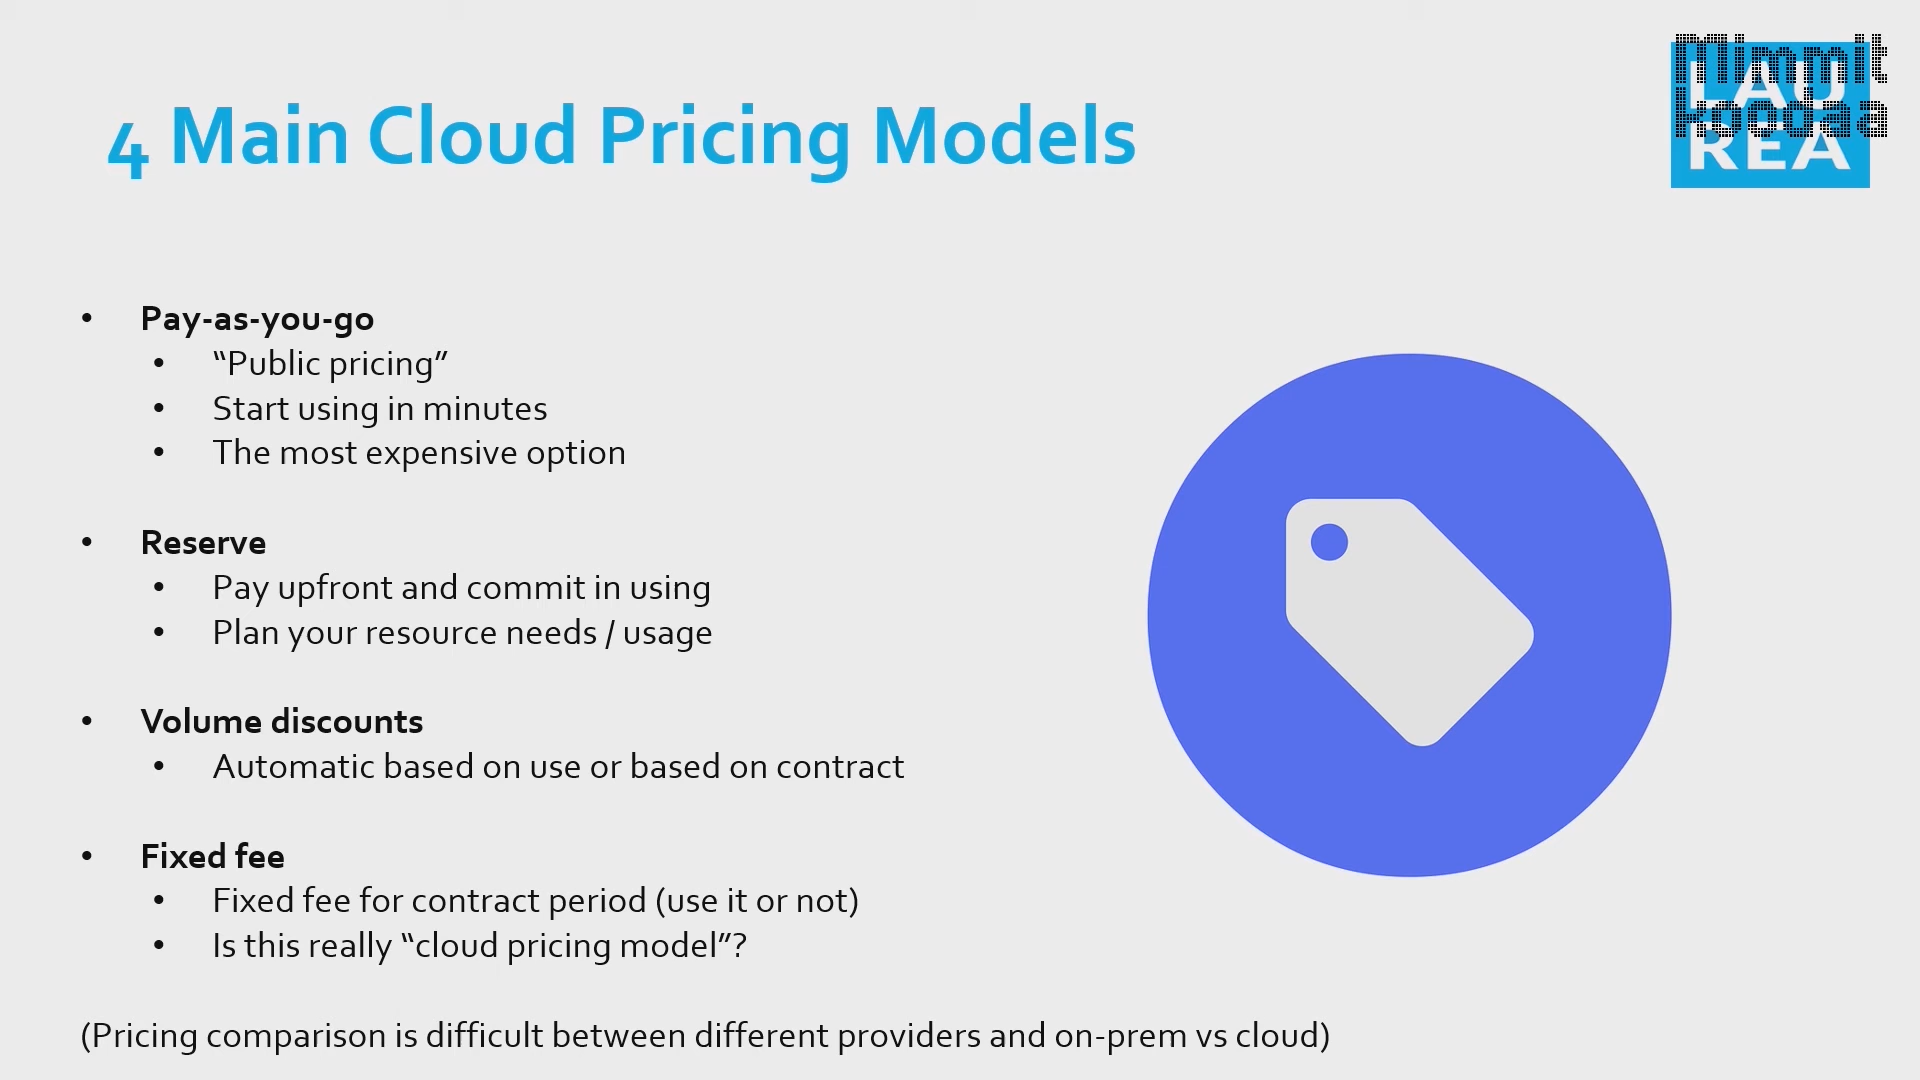 4 Main Cloud Pricing Models
LAU
REA
• Pay-as-you-go
• “Public pricing”
• Start using in minutes
• The most expensive option
• Reserve
• Pay upfront and commit in using
• Plan your resource needs / usage
• Volume discounts
• Automatic based on use or based on contract
• Fixed fee
• Fixed fee for contract period (use it or not)
• Is this really “cloud pricing model”?
(Pricing comparison is difficult between different providers and on-prem vs cloud)